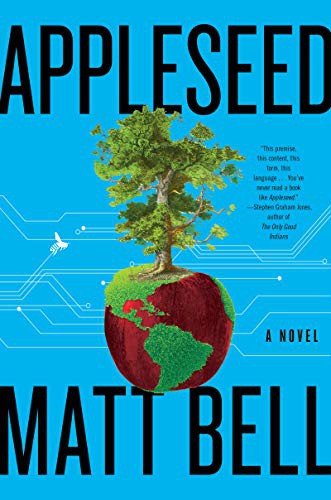 APPLESEED
"This premise,
this content, this
form, this
language . . . You've
never read a book
like Appleseed."
—Stephen Graham Jones,
author of
The Only Good
Indians
A NOVEL
MATT BELL